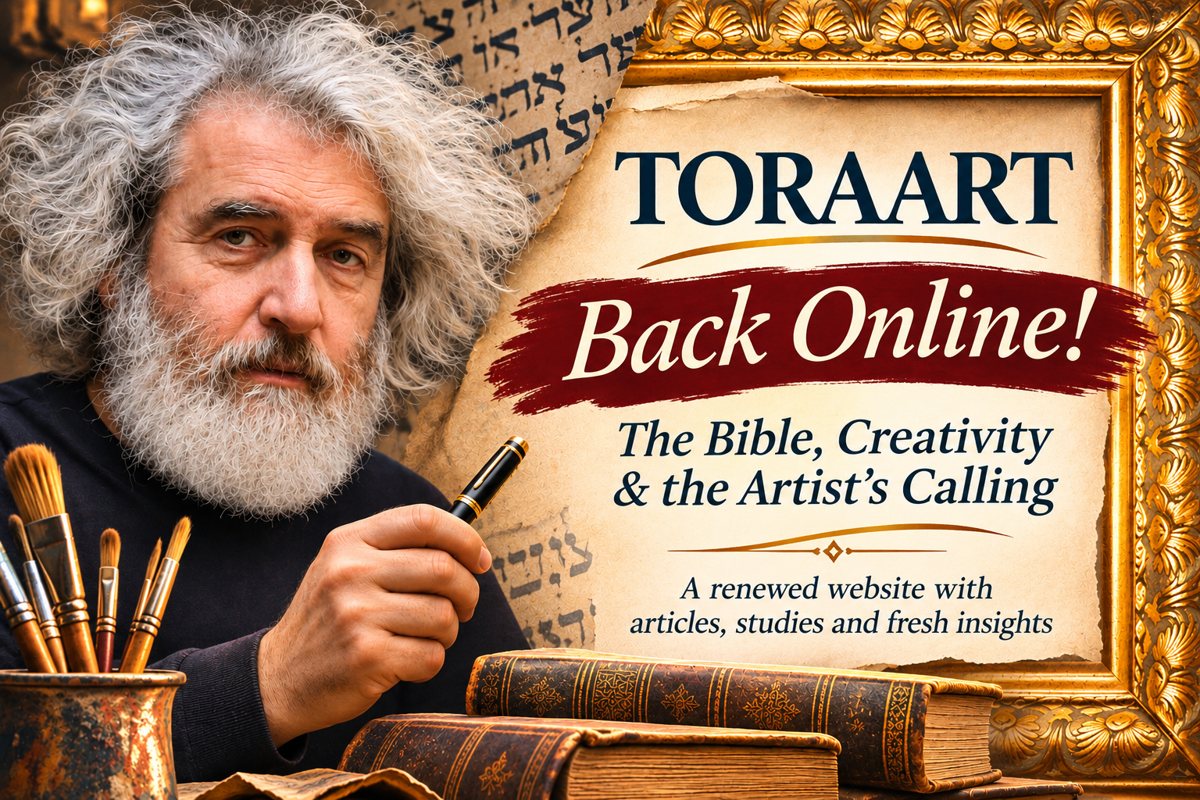 TORAART
Back Online!
The Bible, Creativity
& the Artist's Calling
A renewed website with
articles, studies and fresh insights